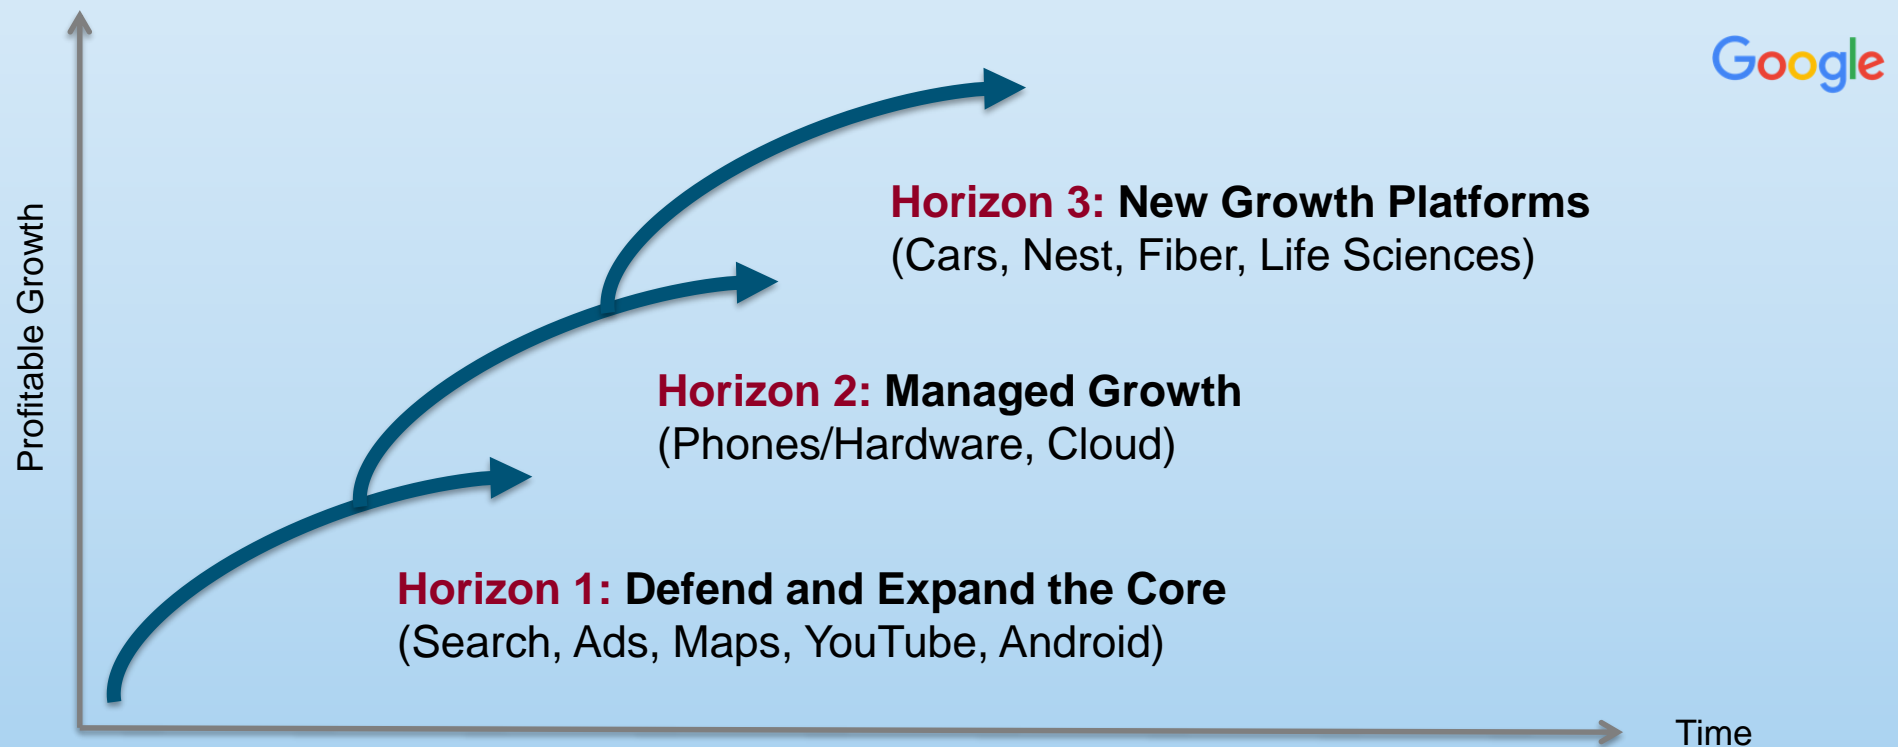 Google
Profitable Growth
Horizon 3: New Growth Platforms
(Cars, Nest, Fiber, Life Sciences)
Horizon 2: Managed Growth
(Phones/Hardware, Cloud)
Horizon 1: Defend and Expand the Core
(Search, Ads, Maps, YouTube, Android)
Time